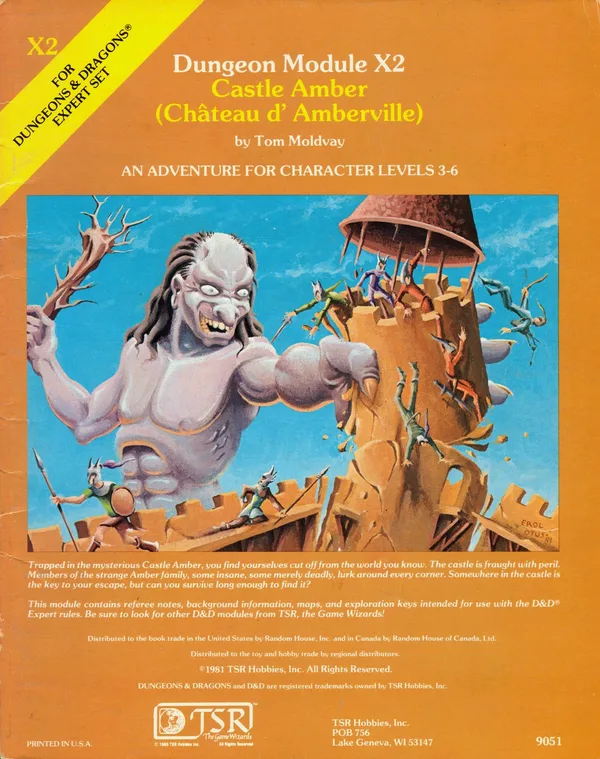 X2
FOR
DUNGEONS & DRAGONS®
EXPERT SET
Dungeon Module X2
Castle Amber
(Château d' Amberville)
by Tom Moldvay
AN ADVENTURE FOR CHARACTER LEVELS 3-6
EROL
OTUS '81
Trapped in the mysterious Castle Amber, you find yourselves cut off from the world you know. The castle is fraught with peril.
Members of the strange Amber family, some insane, some merely deadly, lurk around every corner. Somewhere in the castle is
the key to your escape, but can you survive long enough to find it?
This module contains referee notes, background information, maps, and exploration keys intended for use with the D&D®
Expert rules. Be sure to look for other D&D modules from TSR, the Game Wizards!
Distributed to the book trade in the United States by Random House, Inc. and in Canada by Random House of Canada, Ltd.
Distributed to the toy and hobby trade by regional distributors.
©1981 TSR Hobbies, Inc. All Rights Reserved.
DUNGEONS & DRAGONS and D&D are registered trademarks owned by TSR Hobbies, Inc.
TSR
The Game Wizards
© 1980 TSR Hobbies, Inc. All Rights Reserved
TSR Hobbies, Inc.
POB 756
Lake Geneva, WI 53147
PRINTED IN U.S.A.
9051